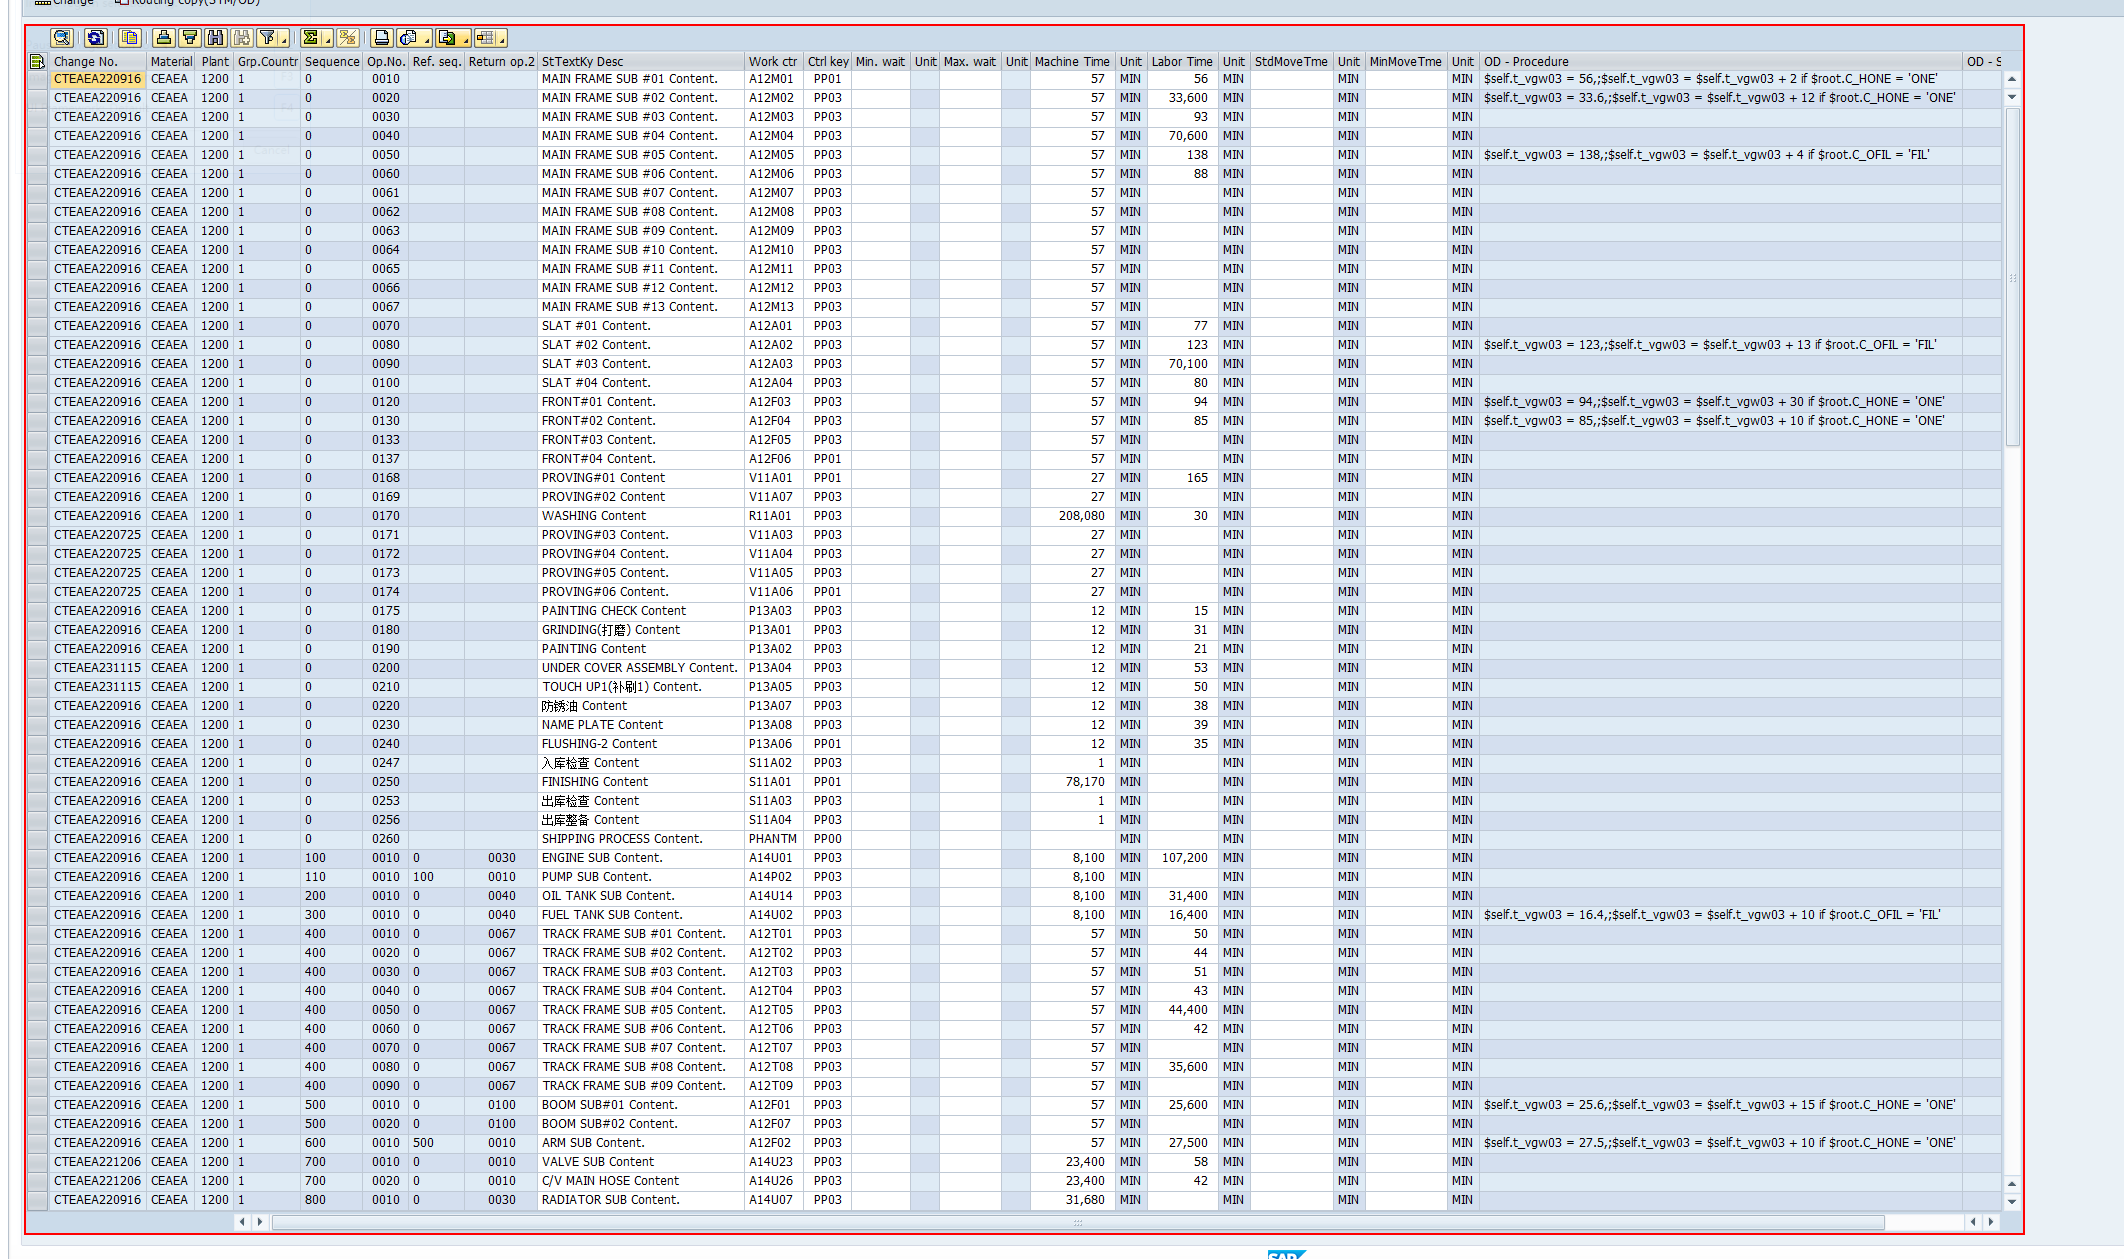 Change Routing copy(STM/OD)
Change No. Material Plant Grp.Countr Sequence Op.No. Ref. seq. Return op.2 StTextKy Desc Work ctr Ctrl key Min. wait Unit Max. wait Unit Machine Time Unit Labor Time Unit StdMoveTme Unit MinMoveTme Unit OD - Procedure OD - S
CTEAEA220916 CEAEA 1200 1 0 0010 MAIN FRAME SUB #01 Content. A12M01 PP01 57 MIN 56 MIN MIN MIN $self.t_vgw03 = 56,;$self.t_vgw03 = $self.t_vgw03 + 2 if $root.C_HONE = 'ONE'
CTEAEA220916 CEAEA 1200 1 0 0020 MAIN FRAME SUB #02 Content. A12M02 PP03 57 MIN 33,600 MIN MIN MIN $self.t_vgw03 = 33.6,;$self.t_vgw03 = $self.t_vgw03 + 12 if $root.C_HONE = 'ONE'
CTEAEA220916 CEAEA 1200 1 0 0030 MAIN FRAME SUB #03 Content. A12M03 PP03 57 MIN 93 MIN MIN MIN
CTEAEA220916 CEAEA 1200 1 0 0040 MAIN FRAME SUB #04 Content. A12M04 PP03 57 MIN 70,600 MIN MIN MIN
CTEAEA220916 CEAEA 1200 1 0 0050 MAIN FRAME SUB #05 Content. A12M05 PP03 57 MIN 138 MIN MIN MIN $self.t_vgw03 = 138,;$self.t_vgw03 = $self.t_vgw03 + 4 if $root.C_OFIL = 'FIL'
CTEAEA220916 CEAEA 1200 1 0 0060 MAIN FRAME SUB #06 Content. A12M06 PP03 57 MIN 88 MIN MIN MIN
CTEAEA220916 CEAEA 1200 1 0 0061 MAIN FRAME SUB #07 Content. A12M07 PP03 57 MIN MIN MIN MIN
CTEAEA220916 CEAEA 1200 1 0 0062 MAIN FRAME SUB #08 Content. A12M08 PP03 57 MIN MIN MIN MIN
CTEAEA220916 CEAEA 1200 1 0 0063 MAIN FRAME SUB #09 Content. A12M09 PP03 57 MIN MIN MIN MIN
CTEAEA220916 CEAEA 1200 1 0 0064 MAIN FRAME SUB #10 Content. A12M10 PP03 57 MIN MIN MIN MIN
CTEAEA220916 CEAEA 1200 1 0 0065 MAIN FRAME SUB #11 Content. A12M11 PP03 57 MIN MIN MIN MIN
CTEAEA220916 CEAEA 1200 1 0 0066 MAIN FRAME SUB #12 Content. A12M12 PP03 57 MIN MIN MIN MIN
CTEAEA220916 CEAEA 1200 1 0 0067 MAIN FRAME SUB #13 Content. A12M13 PP03 57 MIN MIN MIN MIN
CTEAEA220916 CEAEA 1200 1 0 0070 SLAT #01 Content. A12A01 PP03 57 MIN 77 MIN MIN MIN
CTEAEA220916 CEAEA 1200 1 0 0080 SLAT #02 Content. A12A02 PP03 57 MIN 123 MIN MIN MIN $self.t_vgw03 = 123,;$self.t_vgw03 = $self.t_vgw03 + 13 if $root.C_OFIL = 'FIL'
CTEAEA220916 CEAEA 1200 1 0 0090 SLAT #03 Content. A12A03 PP03 57 MIN 70,100 MIN MIN MIN
CTEAEA220916 CEAEA 1200 1 0 0100 SLAT #04 Content. A12A04 PP03 57 MIN 80 MIN MIN MIN
CTEAEA220916 CEAEA 1200 1 0 0120 FRONT#01 Content. A12F03 PP03 57 MIN 94 MIN MIN MIN $self.t_vgw03 = 94,;$self.t_vgw03 = $self.t_vgw03 + 30 if $root.C_HONE = 'ONE'
CTEAEA220916 CEAEA 1200 1 0 0130 FRONT#02 Content. A12F04 PP03 57 MIN 85 MIN MIN MIN $self.t_vgw03 = 85,;$self.t_vgw03 = $self.t_vgw03 + 10 if $root.C_HONE = 'ONE'
CTEAEA220916 CEAEA 1200 1 0 0133 FRONT#03 Content. A12F05 PP03 57 MIN MIN MIN MIN
CTEAEA220916 CEAEA 1200 1 0 0137 FRONT#04 Content. A12F06 PP01 57 MIN MIN MIN MIN
CTEAEA220916 CEAEA 1200 1 0 0168 PROVING#01 Content V11A01 PP01 27 MIN 165 MIN MIN MIN
CTEAEA220916 CEAEA 1200 1 0 0169 PROVING#02 Content V11A07 PP03 27 MIN MIN MIN MIN
CTEAEA220916 CEAEA 1200 1 0 0170 WASHING Content R11A01 PP03 208,080 MIN 30 MIN MIN MIN
CTEAEA220725 CEAEA 1200 1 0 0171 PROVING#03 Content. V11A03 PP03 27 MIN MIN MIN MIN
CTEAEA220725 CEAEA 1200 1 0 0172 PROVING#04 Content. V11A04 PP03 27 MIN MIN MIN MIN
CTEAEA220725 CEAEA 1200 1 0 0173 PROVING#05 Content. V11A05 PP03 27 MIN MIN MIN MIN
CTEAEA220725 CEAEA 1200 1 0 0174 PROVING#06 Content. V11A06 PP01 27 MIN MIN MIN MIN
CTEAEA220916 CEAEA 1200 1 0 0175 PAINTING CHECK Content P13A03 PP03 12 MIN 15 MIN MIN MIN
CTEAEA220916 CEAEA 1200 1 0 0180 GRINDING(打磨) Content P13A01 PP03 12 MIN 31 MIN MIN MIN
CTEAEA220916 CEAEA 1200 1 0 0190 PAINTING Content P13A02 PP03 12 MIN 21 MIN MIN MIN
CTEAEA231115 CEAEA 1200 1 0 0200 UNDER COVER ASSEMBLY Content. P13A04 PP03 12 MIN 53 MIN MIN MIN
CTEAEA231115 CEAEA 1200 1 0 0210 TOUCH UP1(补刷1) Content. P13A05 PP03 12 MIN 50 MIN MIN MIN
CTEAEA220916 CEAEA 1200 1 0 0220 防锈油 Content P13A07 PP03 12 MIN 38 MIN MIN MIN
CTEAEA220916 CEAEA 1200 1 0 0230 NAME PLATE Content P13A08 PP03 12 MIN 39 MIN MIN MIN
CTEAEA220916 CEAEA 1200 1 0 0240 FLUSHING-2 Content P13A06 PP01 12 MIN 35 MIN MIN MIN
CTEAEA220916 CEAEA 1200 1 0 0247 入库检查 Content S11A02 PP03 1 MIN MIN MIN MIN
CTEAEA220916 CEAEA 1200 1 0 0250 FINISHING Content S11A01 PP01 78,170 MIN MIN MIN MIN
CTEAEA220916 CEAEA 1200 1 0 0253 出库检查 Content S11A03 PP03 1 MIN MIN MIN MIN
CTEAEA220916 CEAEA 1200 1 0 0256 出库整备 Content S11A04 PP03 1 MIN MIN MIN MIN
CTEAEA220916 CEAEA 1200 1 0 0260 SHIPPING PROCESS Content. PHANTM PP00 MIN MIN MIN MIN
CTEAEA220916 CEAEA 1200 1 100 0010 0 0030 ENGINE SUB Content. A14U01 PP03 8,100 MIN 107,200 MIN MIN MIN
CTEAEA220916 CEAEA 1200 1 110 0010 100 0010 PUMP SUB Content. A14P02 PP03 8,100 MIN MIN MIN MIN
CTEAEA220916 CEAEA 1200 1 200 0010 0 0040 OIL TANK SUB Content. A14U14 PP03 8,100 MIN 31,400 MIN MIN MIN
CTEAEA220916 CEAEA 1200 1 300 0010 0 0040 FUEL TANK SUB Content. A14U02 PP03 8,100 MIN 16,400 MIN MIN MIN $self.t_vgw03 = 16.4,;$self.t_vgw03 = $self.t_vgw03 + 10 if $root.C_OFIL = 'FIL'
CTEAEA220916 CEAEA 1200 1 400 0010 0 0067 TRACK FRAME SUB #01 Content. A12T01 PP03 57 MIN 50 MIN MIN MIN
CTEAEA220916 CEAEA 1200 1 400 0020 0 0067 TRACK FRAME SUB #02 Content. A12T02 PP03 57 MIN 44 MIN MIN MIN
CTEAEA220916 CEAEA 1200 1 400 0030 0 0067 TRACK FRAME SUB #03 Content. A12T03 PP03 57 MIN 51 MIN MIN MIN
CTEAEA220916 CEAEA 1200 1 400 0040 0 0067 TRACK FRAME SUB #04 Content. A12T04 PP03 57 MIN 43 MIN MIN MIN
CTEAEA220916 CEAEA 1200 1 400 0050 0 0067 TRACK FRAME SUB #05 Content. A12T05 PP03 57 MIN 44,400 MIN MIN MIN
CTEAEA220916 CEAEA 1200 1 400 0060 0 0067 TRACK FRAME SUB #06 Content. A12T06 PP03 57 MIN 42 MIN MIN MIN
CTEAEA220916 CEAEA 1200 1 400 0070 0 0067 TRACK FRAME SUB #07 Content. A12T07 PP03 57 MIN MIN MIN MIN
CTEAEA220916 CEAEA 1200 1 400 0080 0 0067 TRACK FRAME SUB #08 Content. A12T08 PP03 57 MIN 35,600 MIN MIN MIN
CTEAEA220916 CEAEA 1200 1 400 0090 0 0067 TRACK FRAME SUB #09 Content. A12T09 PP03 57 MIN MIN MIN MIN
CTEAEA220916 CEAEA 1200 1 500 0010 0 0100 BOOM SUB#01 Content. A12F01 PP03 57 MIN 25,600 MIN MIN MIN $self.t_vgw03 = 25.6,;$self.t_vgw03 = $self.t_vgw03 + 15 if $root.C_HONE = 'ONE'
CTEAEA220916 CEAEA 1200 1 500 0020 0 0100 BOOM SUB#02 Content. A12F07 PP03 57 MIN MIN MIN MIN
CTEAEA220916 CEAEA 1200 1 600 0010 500 0010 ARM SUB Content. A12F02 PP03 57 MIN 27,500 MIN MIN MIN $self.t_vgw03 = 27.5,;$self.t_vgw03 = $self.t_vgw03 + 10 if $root.C_HONE = 'ONE'
CTEAEA221206 CEAEA 1200 1 700 0010 0 0010 VALVE SUB Content A14U23 PP03 23,400 MIN 58 MIN MIN MIN
CTEAEA221206 CEAEA 1200 1 700 0020 0 0010 C/V MAIN HOSE Content A14U26 PP03 23,400 MIN 42 MIN MIN MIN
CTEAEA220916 CEAEA 1200 1 800 0010 0 0030 RADIATOR SUB Content. A14U07 PP03 31,680 MIN MIN MIN MIN
SAP